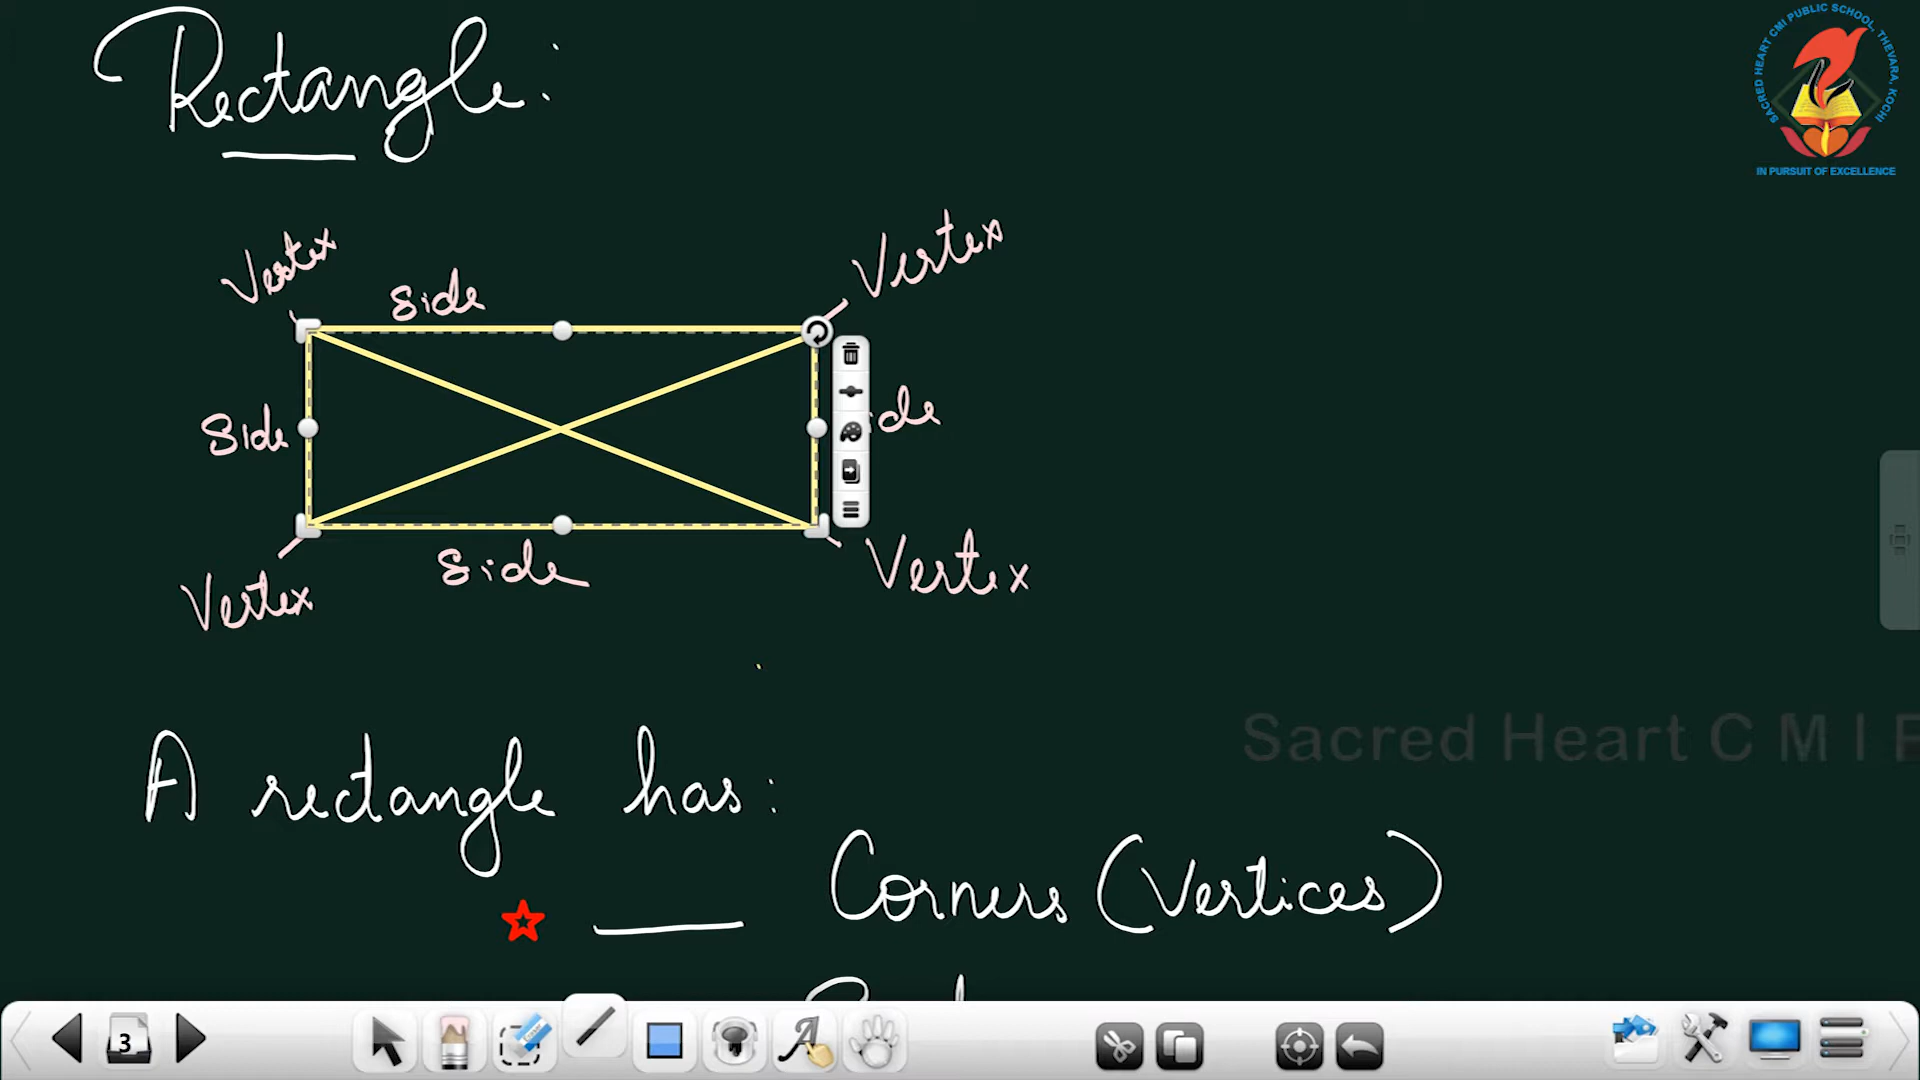 Rectangle:
SACRED HEART CMI PUBLIC SCHOOL, THEVARA, KOCHI
IN PURSUIT OF EXCELLENCE
Vertex
Vertex
Side
Side
ide
Side
Vertex
Vertex
Sacred Heart C M I P
A rectangle has:
Corners (Vertices)
3